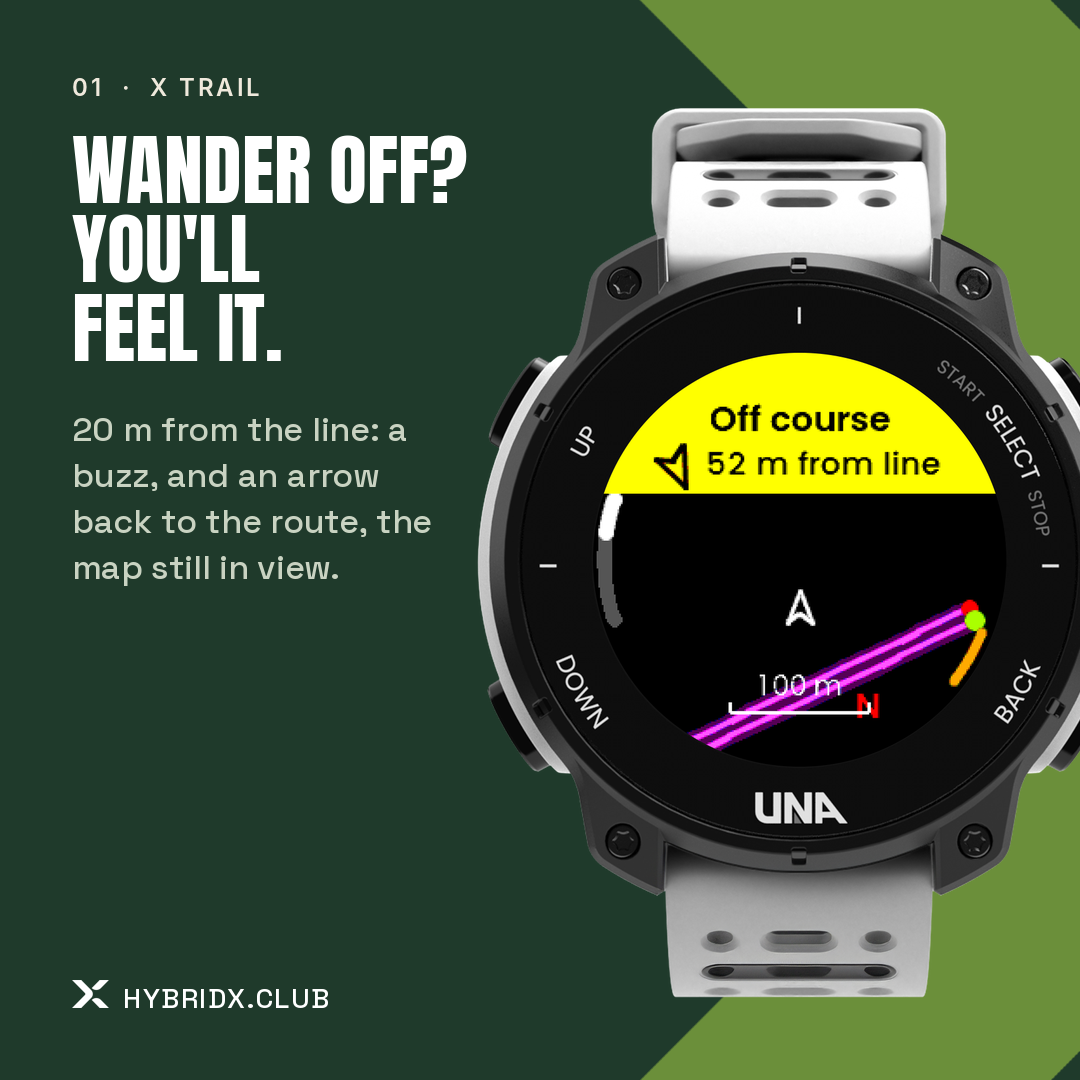 01 · X TRAIL
WANDER OFF?
YOU'LL
FEEL IT.
20 m from the line: a
buzz, and an arrow
back to the route, the
map still in view.
START
SELECT
STOP
UP
Off course
52 m from line
100 m
N
DOWN
BACK
UNA
HYBRIDX.CLUB